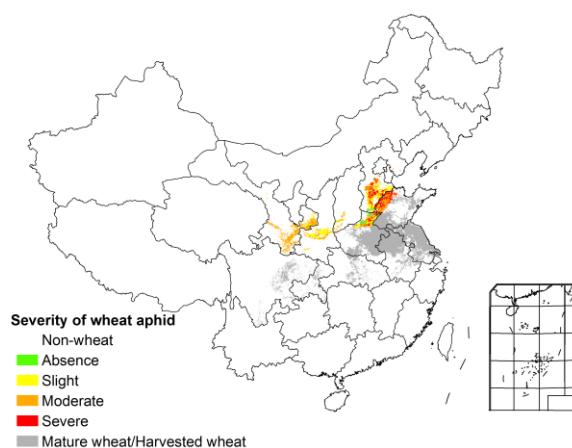 Severity of wheat aphid
Non-wheat
Absence
Slight
Moderate
Severe
Mature wheat/Harvested wheat